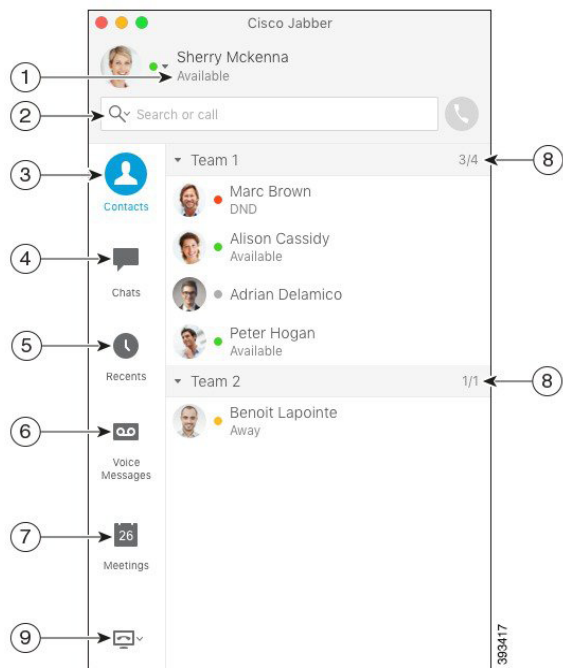 Cisco Jabber
Sherry Mckenna
1
Available
2
Search or call
3
Contacts
Team 1
3/4
8
Marc Brown
DND
Alison Cassidy
Available
4
Chats
Adrian Delamico
5
Recents
Peter Hogan
Available
Team 2
1/1
8
6
Voice
Messages
Benoit Lapointe
Away
7
26
Meetings
9
393417